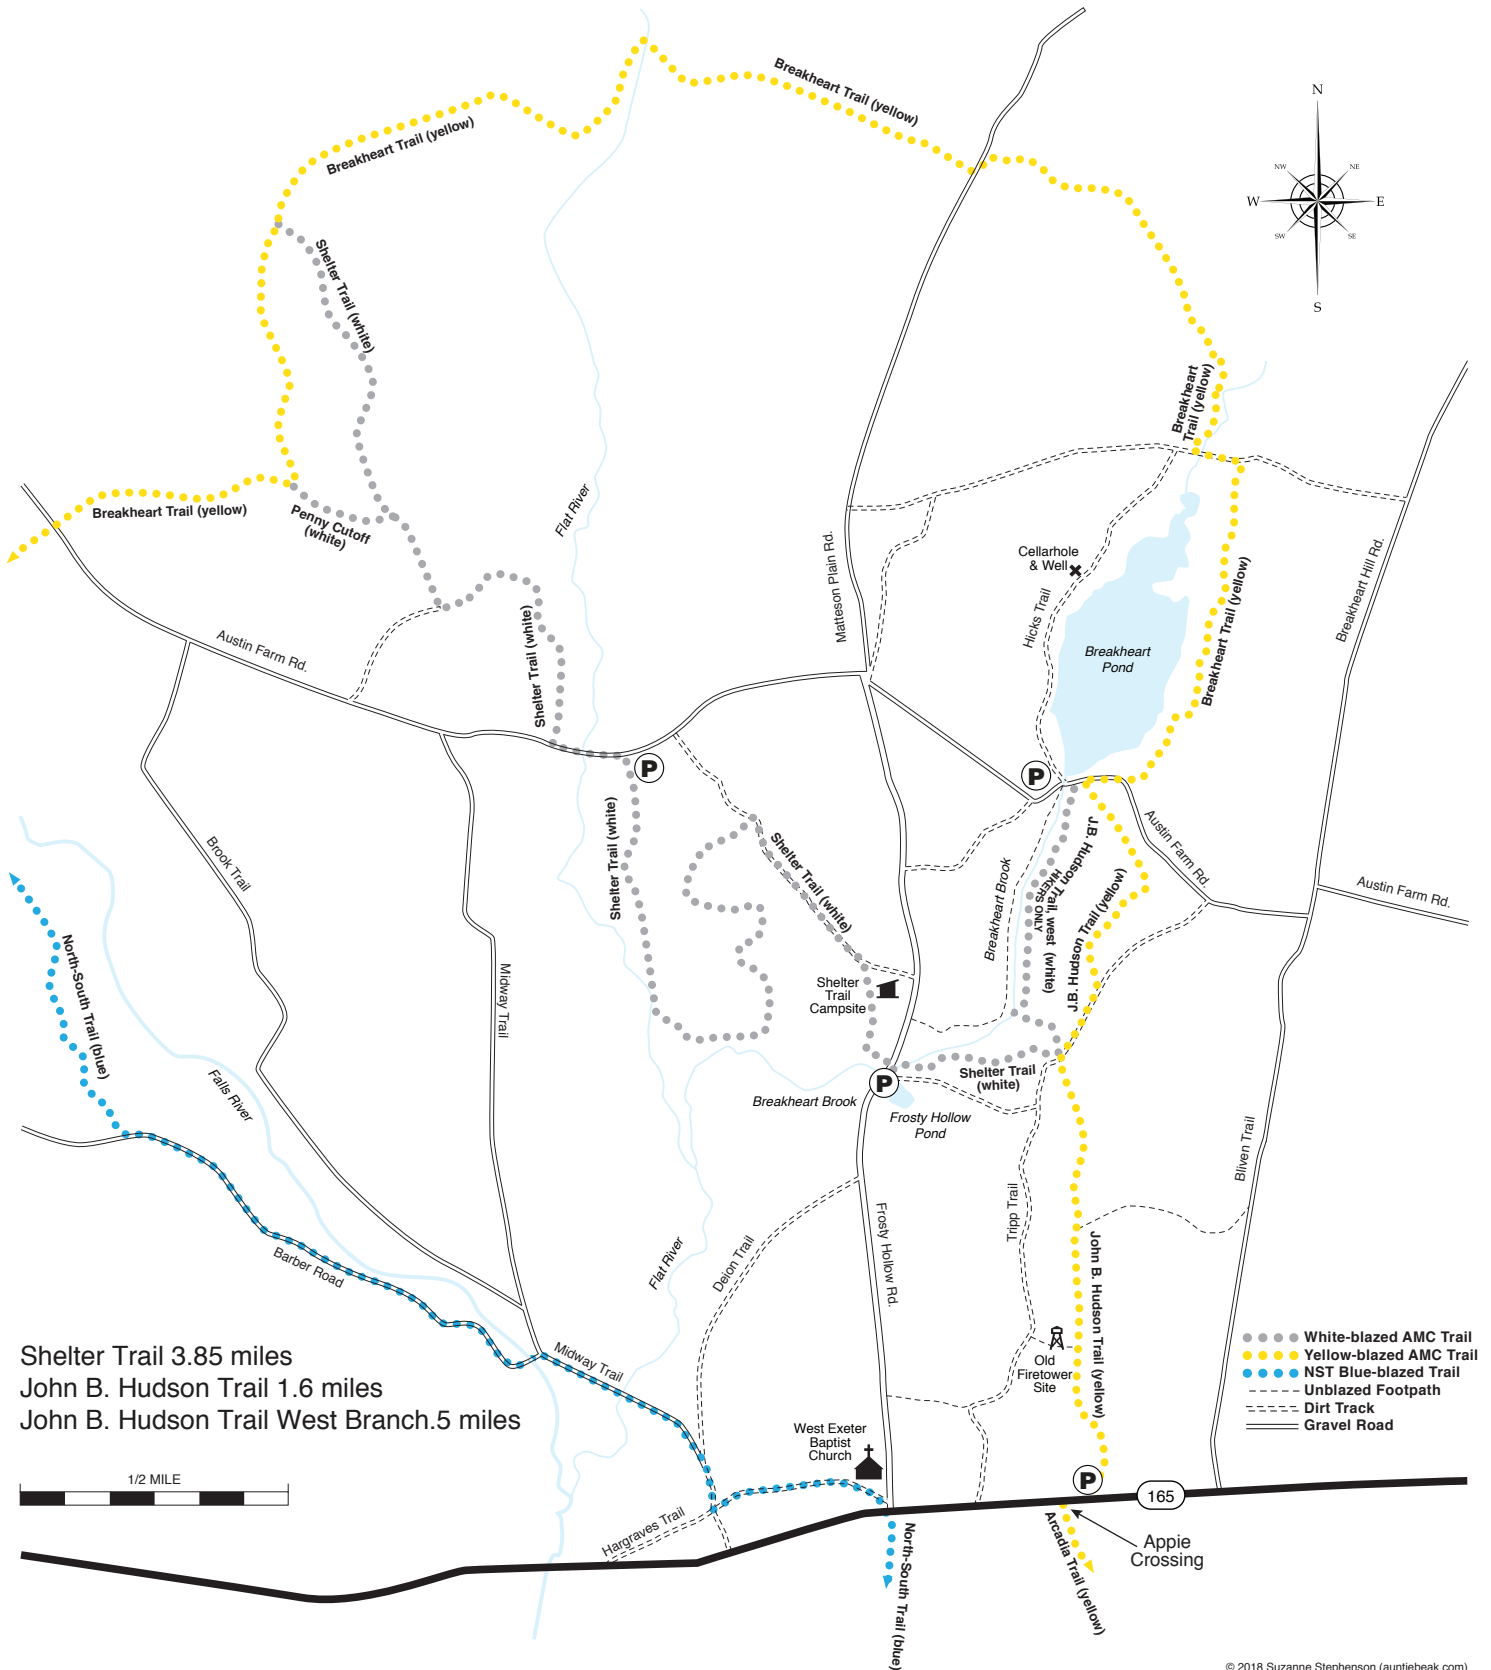 Breakheart Trail (yellow)
Breakheart Trail (yellow)
N
NW
NE
W
E
SW
SE
S
Shelter Trail (white)
Breakheart
Trail (yellow)
Breakheart Trail (yellow)
Penny Cutoff
(white)
Flat River
Matteson Plain Rd.
Cellarhole
& Well
Hicks Trail
Breakheart
Pond
Breakheart Trail (yellow)
Breakheart Hill Rd.
Austin Farm Rd.
Shelter Trail (white)
P
P
Shelter Trail (white)
Shelter Trail (white)
Brook Trail
Midway Trail
Breakheart Brook
J.B. Hudson Trail, west (white)
HIKERS ONLY
J.B. Hudson Trail (yellow)
Austin Farm Rd.
Austin Farm Rd.
North-South Trail (blue)
Falls River
Shelter
Trail
Campsite
Shelter Trail
(white)
P
Breakheart Brook
Frosty Hollow
Pond
Barber Road
Flat River
Deion Trail
Frosty Hollow Rd.
Tripp Trail
Bliven Trail
John B. Hudson Trail (yellow)
Old
Firetower
Site
Midway Trail
West Exeter
Baptist
Church
Hargraves Trail
P
165
Appie
Crossing
North-South Trail (blue)
Arcadia Trail (yellow)
Shelter Trail 3.85 miles
John B. Hudson Trail 1.6 miles
John B. Hudson Trail West Branch.5 miles
1/2 MILE
White-blazed AMC Trail
Yellow-blazed AMC Trail
NST Blue-blazed Trail
Unblazed Footpath
Dirt Track
Gravel Road
© 2018 Suzanne Stephenson (auntiebeak.com)